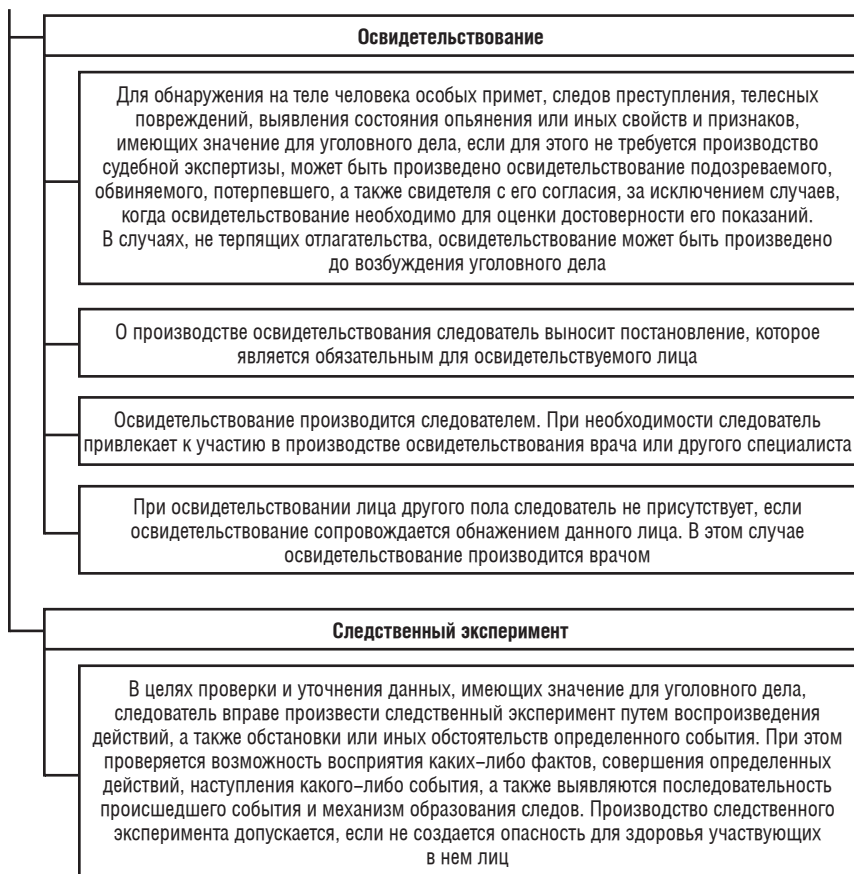 Освидетельствование
Для обнаружения на теле человека особых примет, следов преступления, телесных
повреждений, выявления состояния опьянения или иных свойств и признаков,
имеющих значение для уголовного дела, если для этого не требуется производство
судебной экспертизы, может быть произведено освидетельствование подозреваемого,
обвиняемого, потерпевшего, а также свидетеля с его согласия, за исключением случаев,
когда освидетельствование необходимо для оценки достоверности его показаний.
В случаях, не терпящих отлагательства, освидетельствование может быть произведено
до возбуждения уголовного дела
О производстве освидетельствования следователь выносит постановление, которое
является обязательным для освидетельствуемого лица
Освидетельствование производится следователем. При необходимости следователь
привлекает к участию в производстве освидетельствования врача или другого специалиста
При освидетельствовании лица другого пола следователь не присутствует, если
освидетельствование сопровождается обнажением данного лица. В этом случае
освидетельствование производится врачом
Следственный эксперимент
В целях проверки и уточнения данных, имеющих значение для уголовного дела,
следователь вправе произвести следственный эксперимент путем воспроизведения
действий, а также обстановки или иных обстоятельств определенного события. При этом
проверяется возможность восприятия каких–либо фактов, совершения определенных
действий, наступления какого–либо события, а также выявляются последовательность
происшедшего события и механизм образования следов. Производство следственного
эксперимента допускается, если не создается опасность для здоровья участвующих
в нем лиц